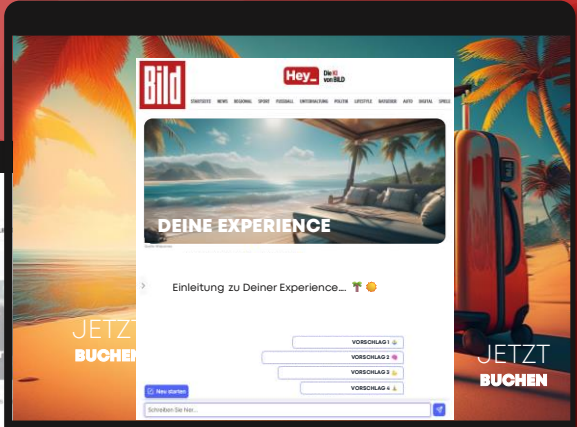 Bild
Hey_ Die KI von BILD
STARTSEITE NEWS REGIONAL SPORT FUSSBALL UNTERHALTUNG POLITIK LIFESTYLE RATGEBER AUTO DIGITAL SPIELE
DEINE EXPERIENCE
Einleitung zu Deiner Experience.... 🌴 
JETZT
BUCHEN
VORSCHLAG 1
VORSCHLAG 2
VORSCHLAG 3
VORSCHLAG 4
Neu starten
Schreiben Sie hier...
JETZT
BUCHEN